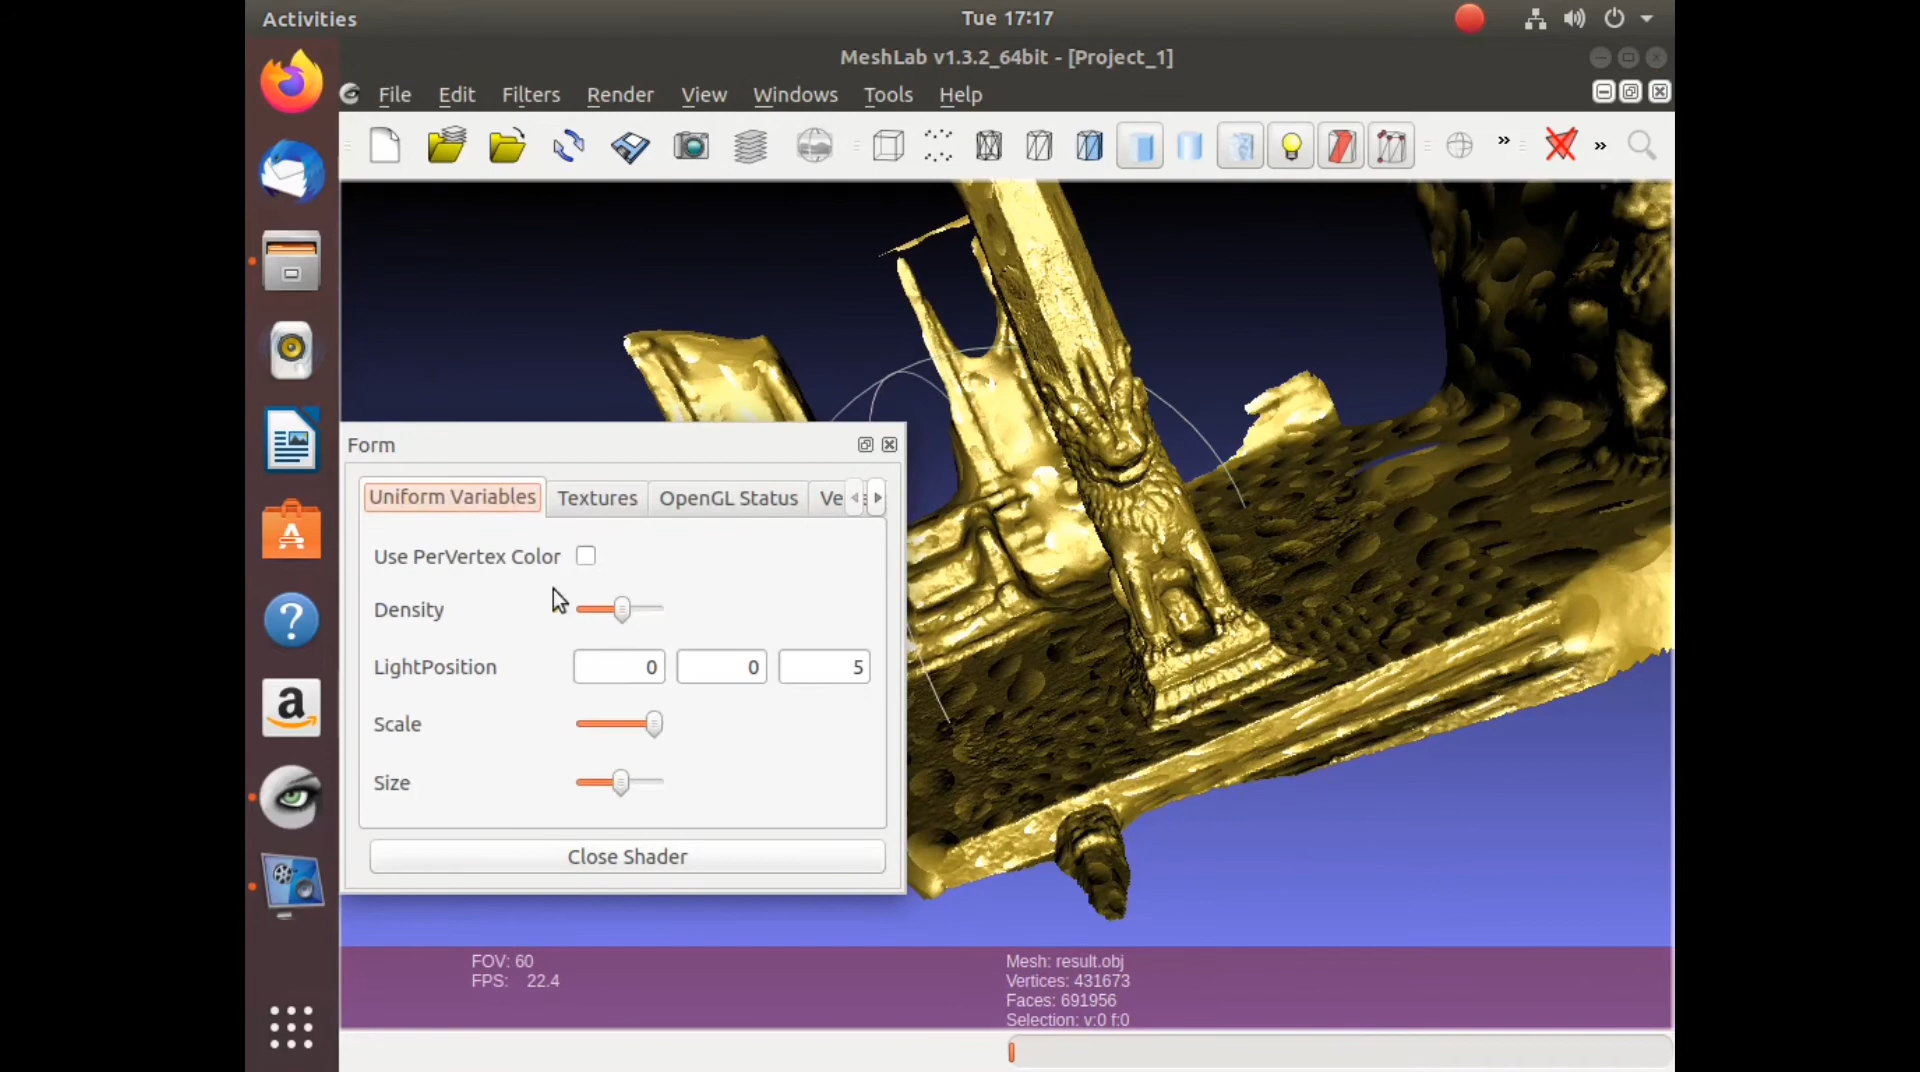 Activities
Tue 17:17
MeshLab v1.3.2_64bit - [Project_1]
File Edit Filters Render View Windows Tools Help
Form
Uniform Variables Textures OpenGL Status Ve
Use PerVertex Color
Density
LightPosition 0 0 5
Scale
Size
Close Shader
FOV: 60
FPS: 22.4
Mesh: result.obj
Vertices: 431673
Faces: 691956
Selection: v:0 f:0